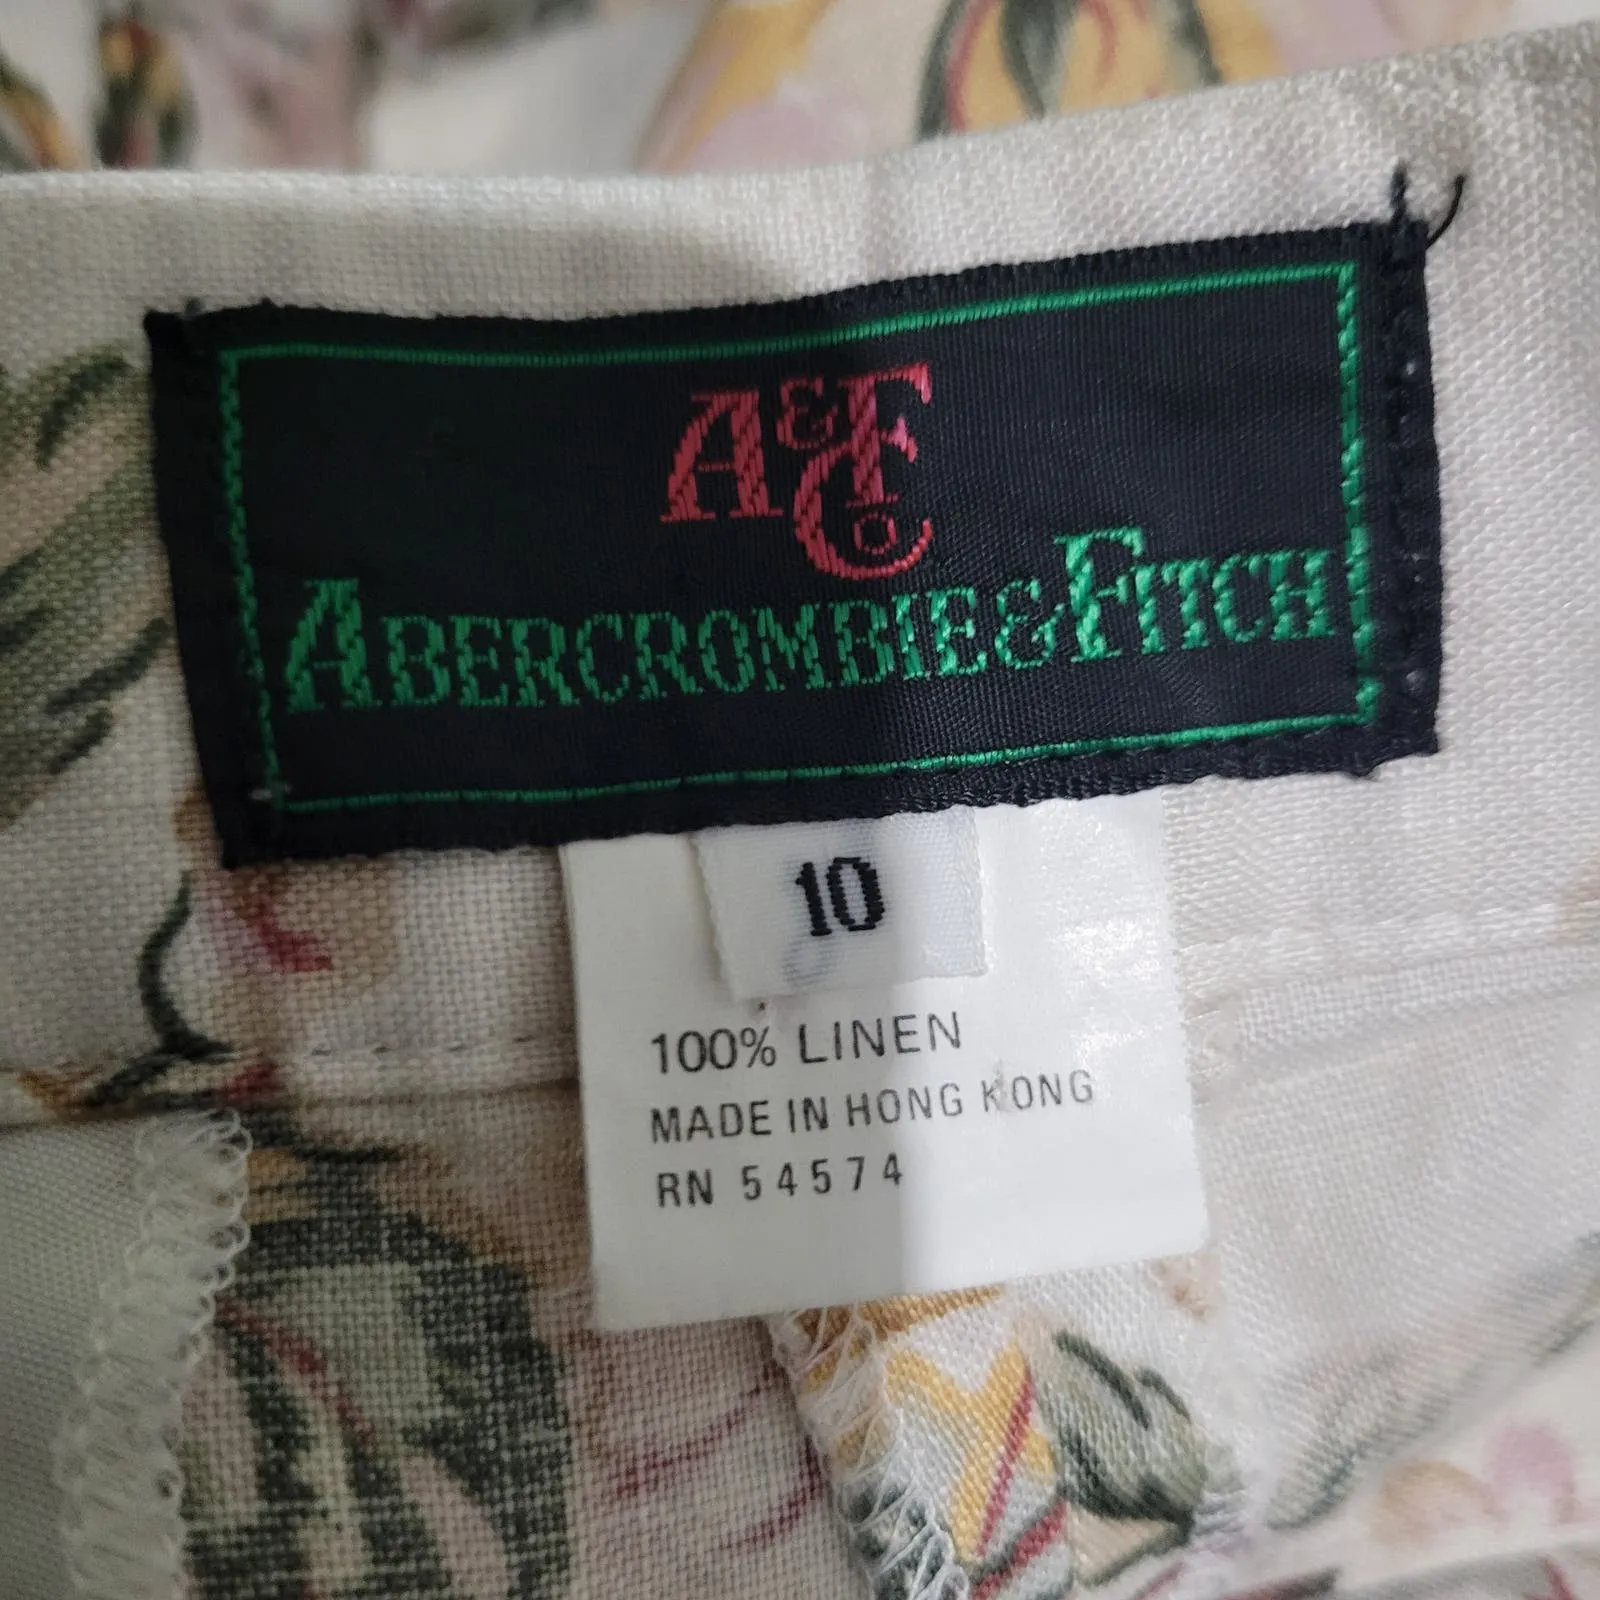 A&F
Co
ABERCROMBIE & FITCH
10
100% LINEN
MADE IN HONG KONG
RN 54574